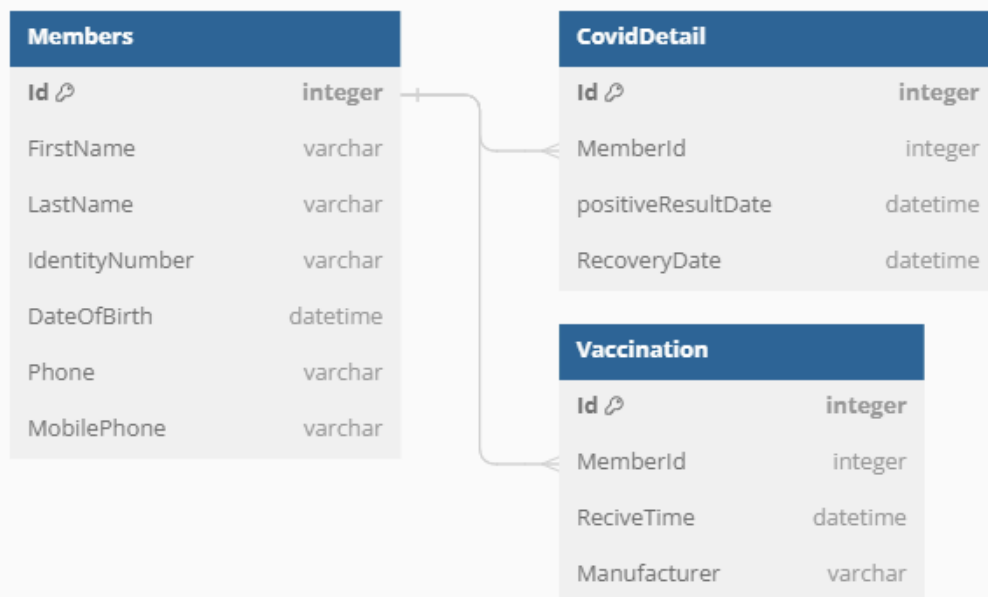 Members
Id integer
FirstName varchar
LastName varchar
IdentityNumber varchar
DateOfBirth datetime
Phone varchar
MobilePhone varchar
CovidDetail
Id integer
MemberId integer
positiveResultDate datetime
RecoveryDate datetime
Vaccination
Id integer
MemberId integer
ReciveTime datetime
Manufacturer varchar